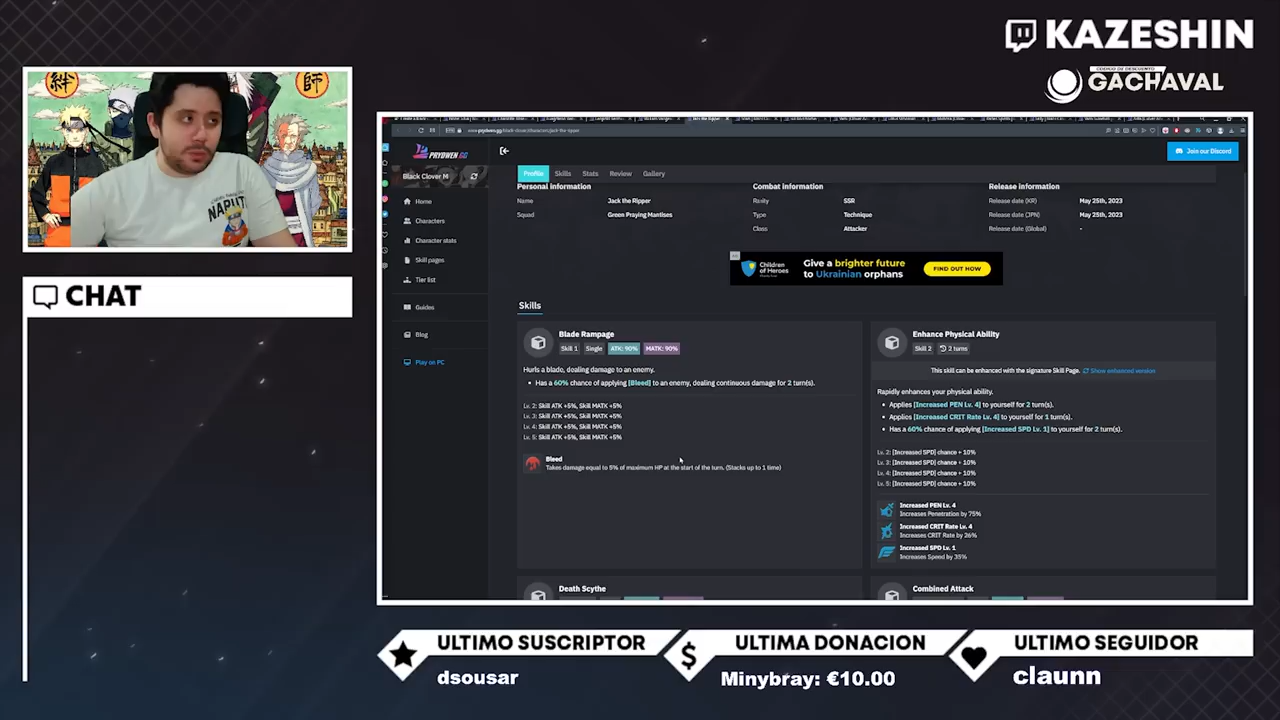 KAZESHIN
CODIGO DE DESCUENTO
GACHAVAL
絆
師
NARUTO
CHAT
PRYDWEN GG
Join our Discord
Black Clover M
Home
Characters
Character stats
Skill pages
Tier list
Guides
Blog
Play on PC
Profile
Skills
Stats
Review
Gallery
Personal information
Name
Jack the Ripper
Squad
Green Praying Mantises
Combat information
Rarity
SSR
Type
Technique
Class
Attacker
Release information
Release date (KR)
May 25th, 2023
Release date (JPN)
May 25th, 2023
Release date (Global)
-
Children of Heroes
Give a brighter future
to Ukrainian orphans
FIND OUT HOW
Skills
Blade Rampage
Skill 1
Single
ATK: 90%
MATK: 90%
Hurls a blade, dealing damage to an enemy.
• Has a 60% chance of applying [Bleed] to an enemy, dealing continuous damage for 2 turn(s).
Lv. 2: Skill ATK +5%, Skill MATK +5%
Lv. 3: Skill ATK +5%, Skill MATK +5%
Lv. 4: Skill ATK +5%, Skill MATK +5%
Lv. 5: Skill ATK +5%, Skill MATK +5%
Bleed
Takes damage equal to 5% of maximum HP at the start of the turn. (Stacks up to 1 time)
Enhance Physical Ability
Skill 2
2 turns
This skill can be enhanced with the signature Skill Page.
Show enhanced version
Rapidly enhances your physical ability.
• Applies [Increased PEN Lv. 4] to yourself for 2 turn(s).
• Applies [Increased CRIT Rate Lv. 4] to yourself for 1 turn(s).
• Has a 60% chance of applying [Increased SPD Lv. 1] to yourself for 2 turn(s).
Lv. 2: [Increased SPD] chance + 10%
Lv. 3: [Increased SPD] chance + 10%
Lv. 4: [Increased SPD] chance + 10%
Lv. 5: [Increased SPD] chance + 10%
Increased PEN Lv. 4
Increases Penetration by 75%
Increased CRIT Rate Lv. 4
Increases CRIT Rate by 26%
Increased SPD Lv. 1
Increases Speed by 35%
Death Scythe
Combined Attack
ULTIMO SUSCRIPTOR
dsousar
ULTIMA DONACION
Minybray: €10.00
ULTIMO SEGUIDOR
claunn